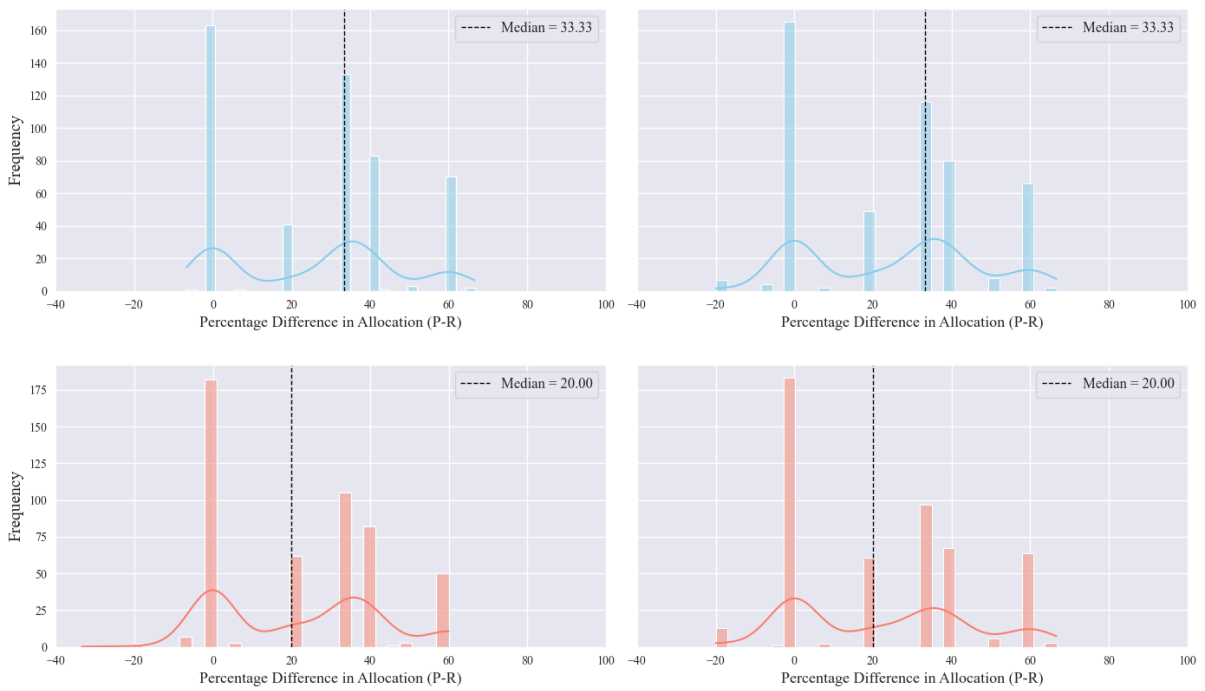 Median = 33.33
Median = 33.33
160
140
120
100
80
60
40
20
0
Frequency
−40 −20 0 20 40 60 80 100
−40 −20 0 20 40 60 80 100
Percentage Difference in Allocation (P-R)
Percentage Difference in Allocation (P-R)
Median = 20.00
Median = 20.00
175
150
125
100
75
50
25
0
Frequency
−40 −20 0 20 40 60 80 100
−40 −20 0 20 40 60 80 100
Percentage Difference in Allocation (P-R)
Percentage Difference in Allocation (P-R)